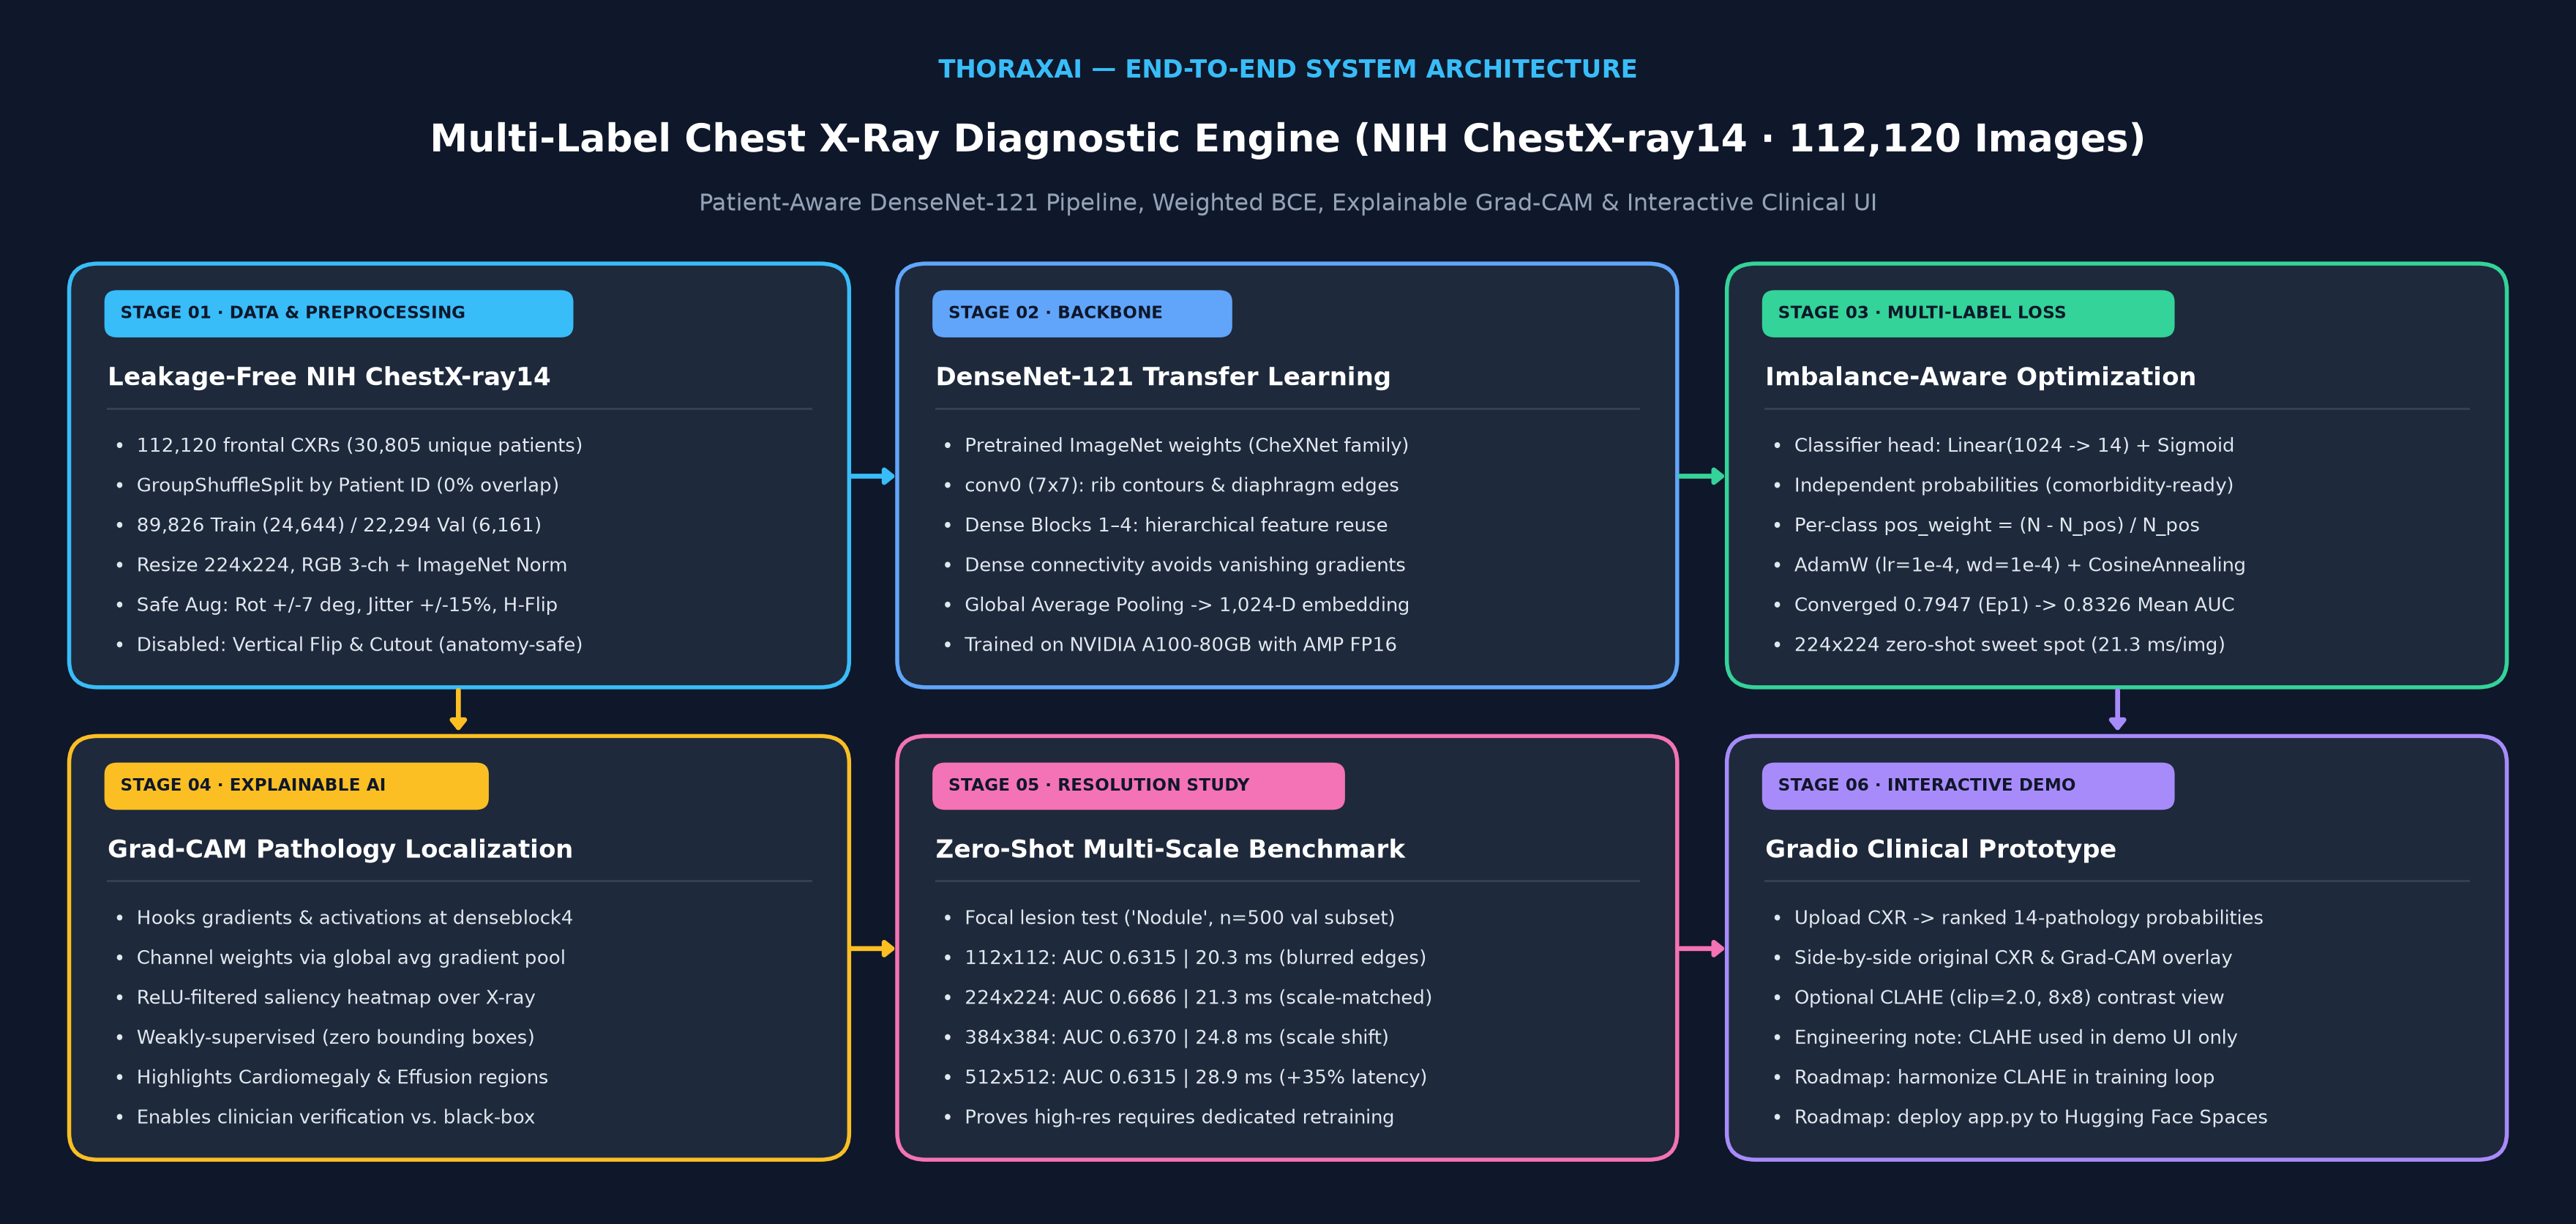 THORAXAI — END-TO-END SYSTEM ARCHITECTURE
Multi-Label Chest X-Ray Diagnostic Engine (NIH ChestX-ray14 · 112,120 Images)
Patient-Aware DenseNet-121 Pipeline, Weighted BCE, Explainable Grad-CAM & Interactive Clinical UI
STAGE 01 · DATA & PREPROCESSING
Leakage-Free NIH ChestX-ray14
• 112,120 frontal CXRs (30,805 unique patients)
• GroupShuffleSplit by Patient ID (0% overlap)
• 89,826 Train (24,644) / 22,294 Val (6,161)
• Resize 224x224, RGB 3-ch + ImageNet Norm
• Safe Aug: Rot +/-7 deg, Jitter +/-15%, H-Flip
• Disabled: Vertical Flip & Cutout (anatomy-safe)
STAGE 02 · BACKBONE
DenseNet-121 Transfer Learning
• Pretrained ImageNet weights (CheXNet family)
• conv0 (7x7): rib contours & diaphragm edges
• Dense Blocks 1–4: hierarchical feature reuse
• Dense connectivity avoids vanishing gradients
• Global Average Pooling -> 1,024-D embedding
• Trained on NVIDIA A100-80GB with AMP FP16
STAGE 03 · MULTI-LABEL LOSS
Imbalance-Aware Optimization
• Classifier head: Linear(1024 -> 14) + Sigmoid
• Independent probabilities (comorbidity-ready)
• Per-class pos_weight = (N - N_pos) / N_pos
• AdamW (lr=1e-4, wd=1e-4) + CosineAnnealing
• Converged 0.7947 (Ep1) -> 0.8326 Mean AUC
• 224x224 zero-shot sweet spot (21.3 ms/img)
STAGE 04 · EXPLAINABLE AI
Grad-CAM Pathology Localization
• Hooks gradients & activations at denseblock4
• Channel weights via global avg gradient pool
• ReLU-filtered saliency heatmap over X-ray
• Weakly-supervised (zero bounding boxes)
• Highlights Cardiomegaly & Effusion regions
• Enables clinician verification vs. black-box
STAGE 05 · RESOLUTION STUDY
Zero-Shot Multi-Scale Benchmark
• Focal lesion test ('Nodule', n=500 val subset)
• 112x112: AUC 0.6315 | 20.3 ms (blurred edges)
• 224x224: AUC 0.6686 | 21.3 ms (scale-matched)
• 384x384: AUC 0.6370 | 24.8 ms (scale shift)
• 512x512: AUC 0.6315 | 28.9 ms (+35% latency)
• Proves high-res requires dedicated retraining
STAGE 06 · INTERACTIVE DEMO
Gradio Clinical Prototype
• Upload CXR -> ranked 14-pathology probabilities
• Side-by-side original CXR & Grad-CAM overlay
• Optional CLAHE (clip=2.0, 8x8) contrast view
• Engineering note: CLAHE used in demo UI only
• Roadmap: harmonize CLAHE in training loop
• Roadmap: deploy app.py to Hugging Face Spaces